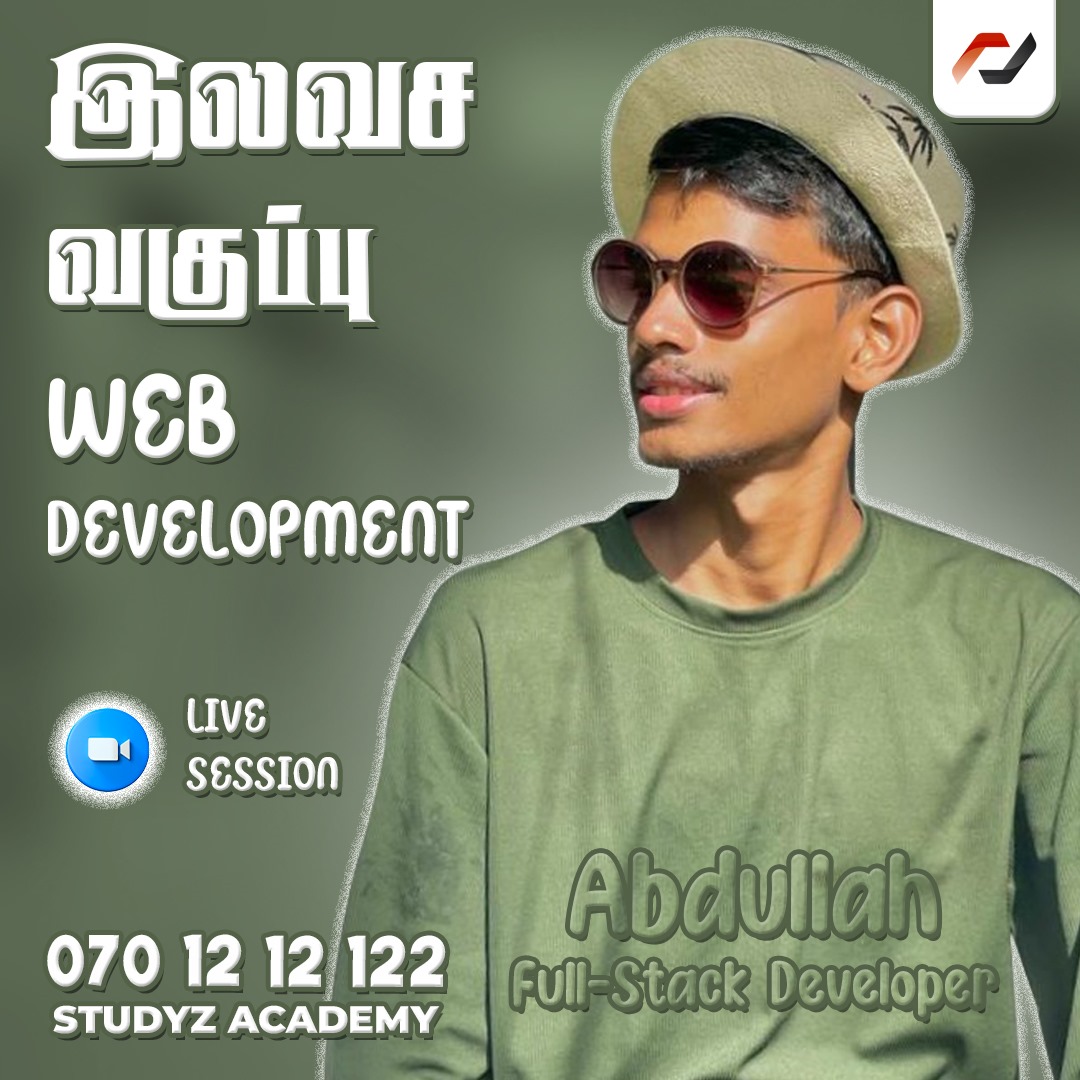 இலவச
வகுப்பு
WEB
DEVELOPMENT
LIVE
SESSION
Abdullah
Full-Stack Developer
070 12 12 122
STUDYZ ACADEMY